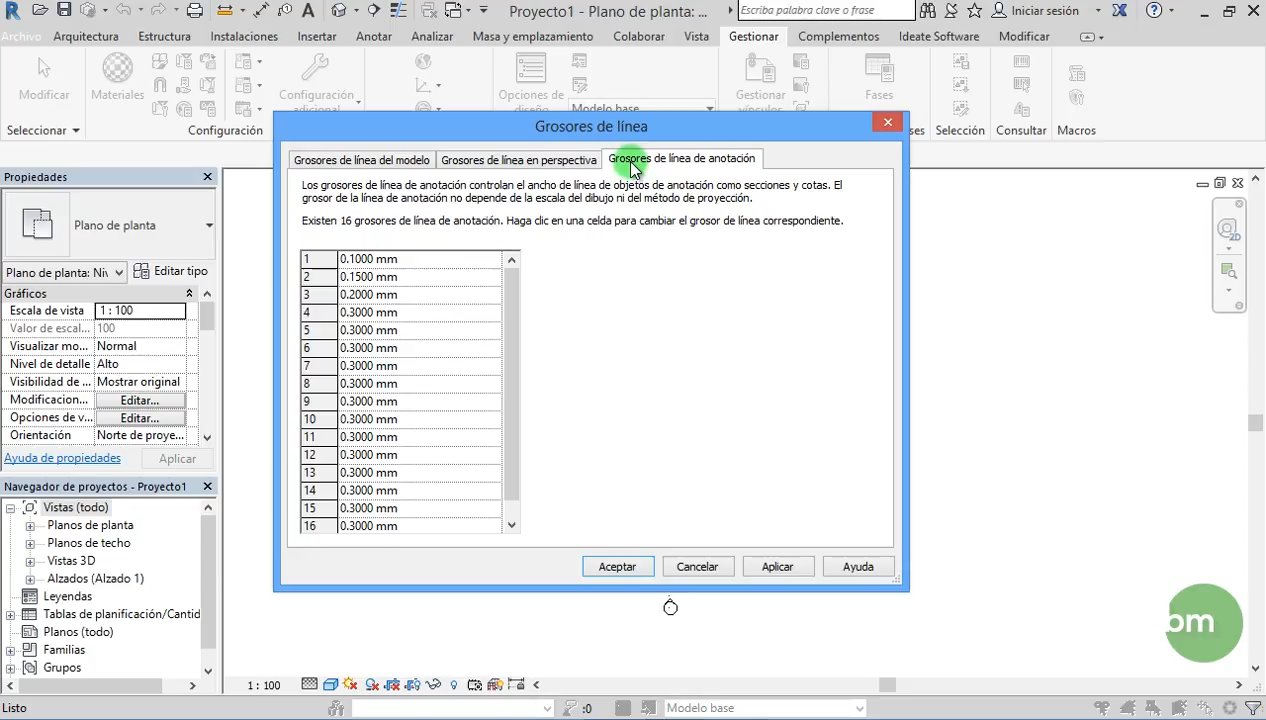 Proyecto1 - Plano de planta: ...
Escriba palabra clave o frase
Iniciar sesión
Archivo Arquitectura Estructura Instalaciones Insertar Anotar Analizar Masa y emplazamiento Colaborar Vista Gestionar Complementos Ideate Software Modificar
Modificar
Materiales
Configuración
adicional
Opciones de
diseño
Modelo base
Gestionar
vínculos
Fases
Seleccionar
Configuración
Selección
Consultar
Macros
Grosores de línea
Grosores de línea del modelo
Grosores de línea en perspectiva
Grosores de línea de anotación
Los grosores de línea de anotación controlan el ancho de línea de objetos de anotación como secciones y cotas. El
grosor de la línea de anotación no depende de la escala del dibujo ni del método de proyección.
Existen 16 grosores de línea de anotación. Haga clic en una celda para cambiar el grosor de línea correspondiente.
1 0.1000 mm
2 0.1500 mm
3 0.2000 mm
4 0.3000 mm
5 0.3000 mm
6 0.3000 mm
7 0.3000 mm
8 0.3000 mm
9 0.3000 mm
10 0.3000 mm
11 0.3000 mm
12 0.3000 mm
13 0.3000 mm
14 0.3000 mm
15 0.3000 mm
16 0.3000 mm
Aceptar
Cancelar
Aplicar
Ayuda
Propiedades
Plano de planta
Plano de planta: Niv
Editar tipo
Gráficos
Escala de vista 1 : 100
Valor de escal... 100
Visualizar mo... Normal
Nivel de detalle Alto
Visibilidad de ... Mostrar original
Modificacion... Editar...
Opciones de v... Editar...
Orientación Norte de proye...
Ayuda de propiedades
Aplicar
Navegador de proyectos - Proyecto1
Vistas (todo)
Planos de planta
Planos de techo
Vistas 3D
Alzados (Alzado 1)
Leyendas
Tablas de planificación/Cantid
Planos (todo)
Familias
Grupos
2D
om
1 : 100
Listo
:0
Modelo base